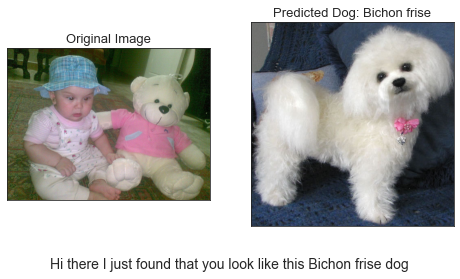 Original Image
Predicted Dog: Bichon frise
Hi there I just found that you look like this Bichon frise dog